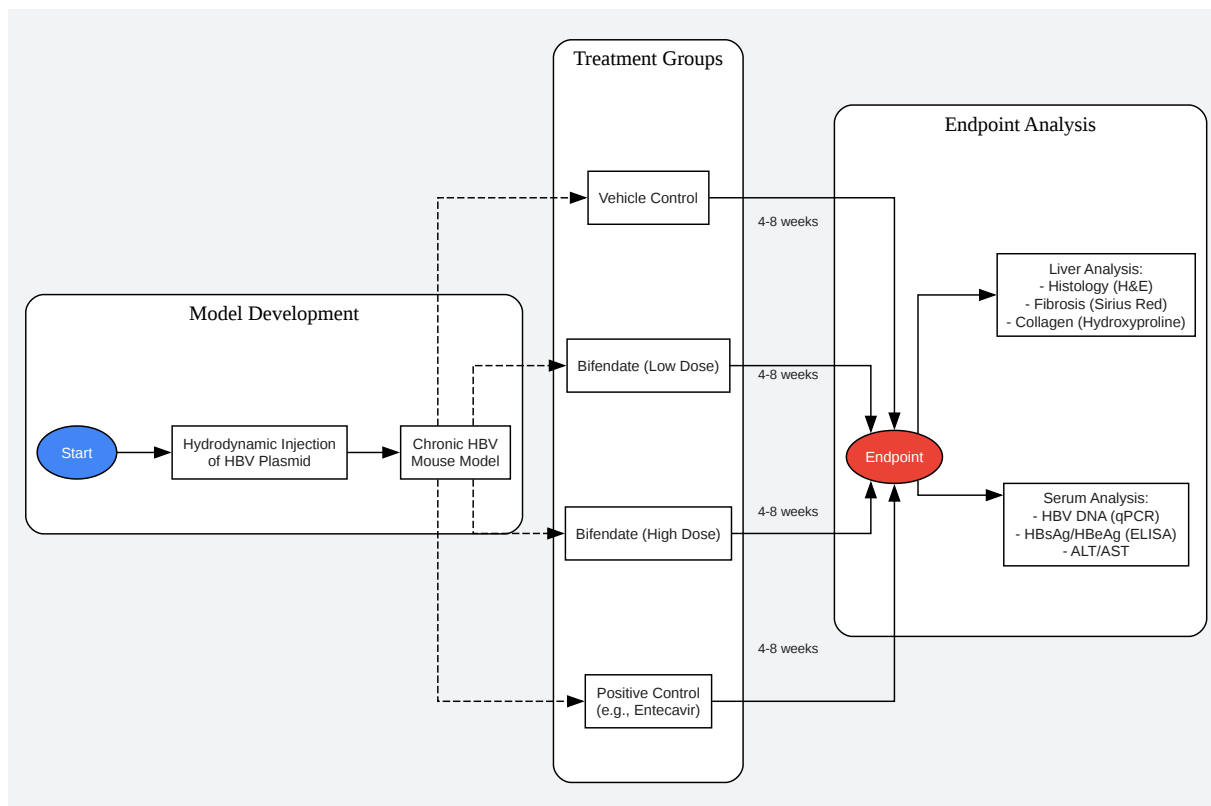 Model Development
Start
Hydrodynamic Injection
of HBV Plasmid
Chronic HBV
Mouse Model
Treatment Groups
Vehicle Control
Bifendate (Low Dose)
Bifendate (High Dose)
Positive Control
(e.g., Entecavir)
4-8 weeks
4-8 weeks
4-8 weeks
4-8 weeks
Endpoint Analysis
Endpoint
Liver Analysis:
- Histology (H&E)
- Fibrosis (Sirius Red)
- Collagen (Hydroxyproline)
Serum Analysis:
- HBV DNA (qPCR)
- HBsAg/HBeAg (ELISA)
- ALT/AST